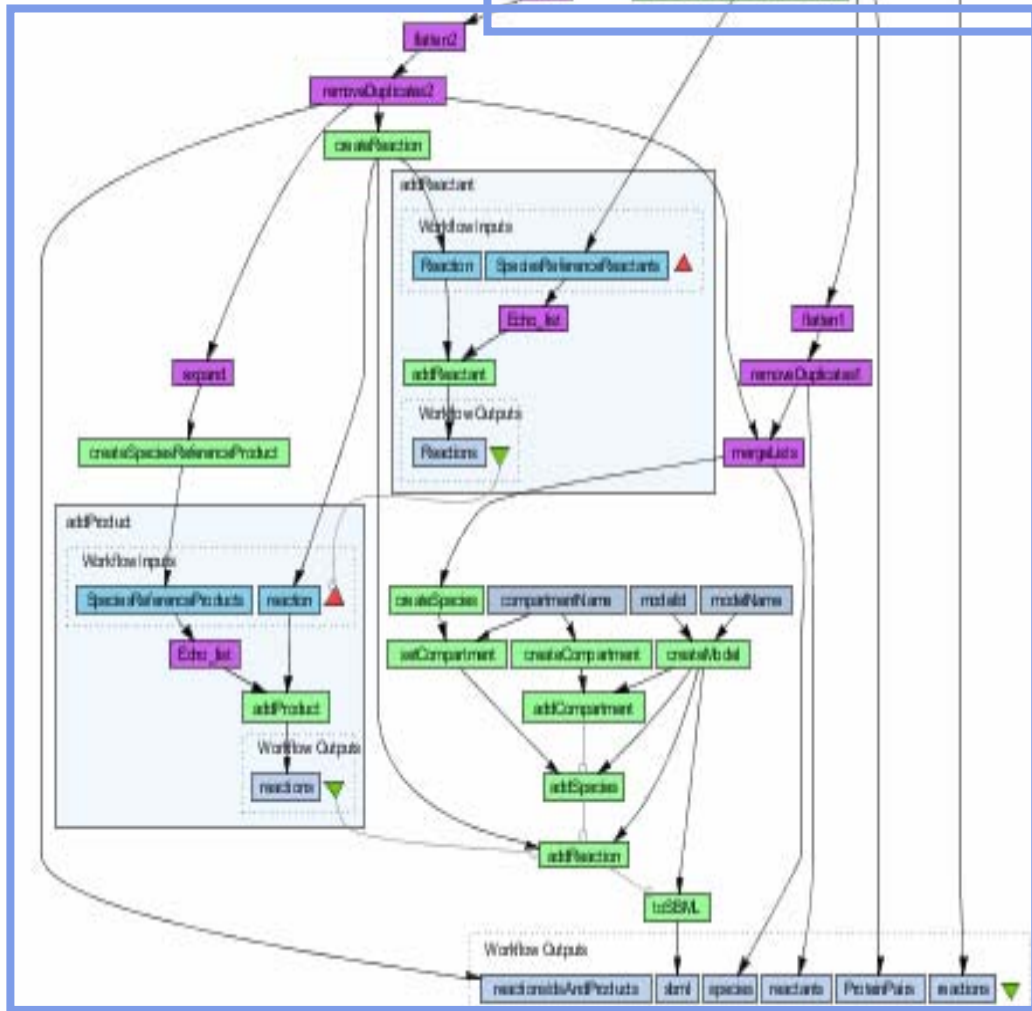 flatten2
removeDuplicates2
createReaction
addReactant
Workflow Inputs
Reaction SpeciesReferenceReactants
Echo_list
flatten1
expand
addReactant
removeDuplicates1
Workflow Outputs
createSpeciesReferenceProduct
Reactions
mergeLists
addProduct
Workflow Inputs
SpeciesReferenceProducts reaction
createSpecies compartmentName modelId modelName
Echo_list
setCompartment createCompartment createModel
addProduct
addCompartment
Workflow Outputs
reactions
addSpecies
addReaction
toSBML
Workflow Outputs
reactionsIdsAndProducts sbml species reactants ProteinPairs reactions